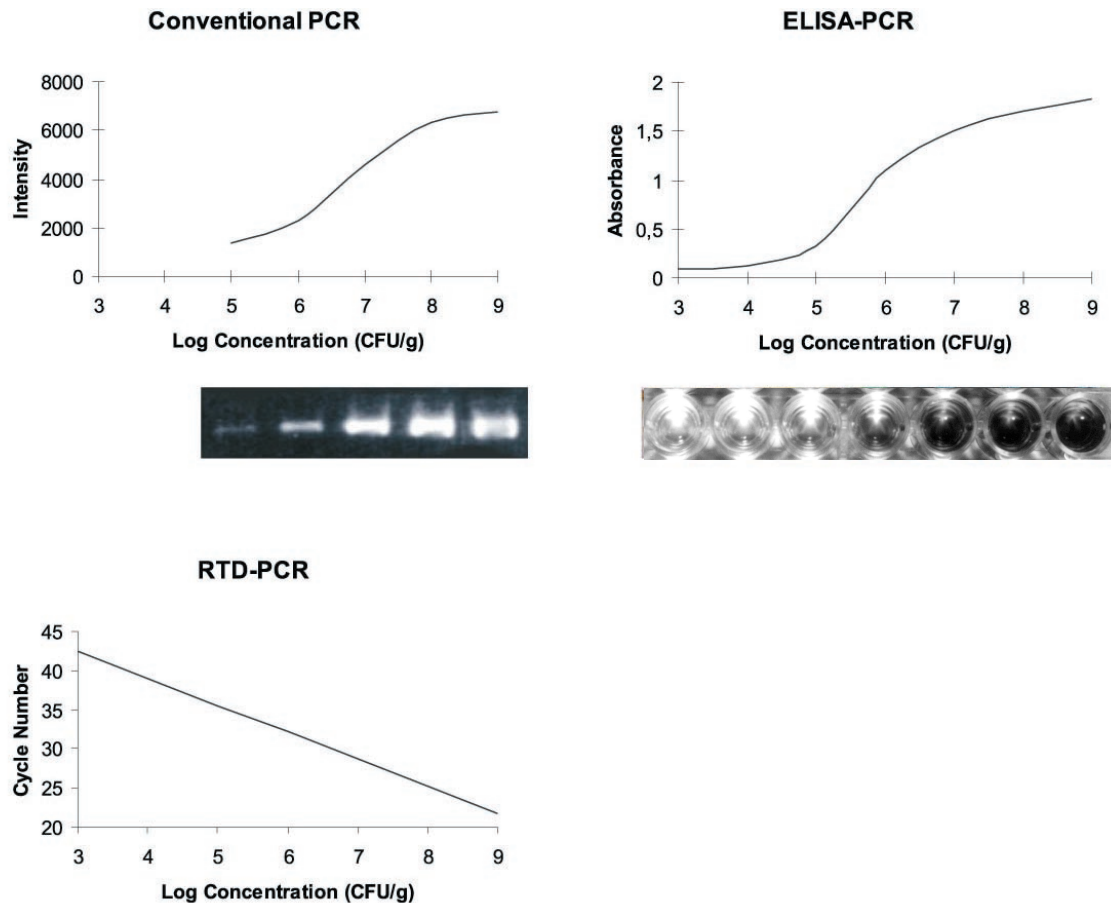 Conventional PCR
8000
6000
4000
2000
0
Intensity
3 4 5 6 7 8 9
Log Concentration (CFU/g)
ELISA-PCR
2
1,5
1
0,5
0
Absorbance
3 4 5 6 7 8 9
Log Concentration (CFU/g)
RTD-PCR
45
40
35
30
25
20
Cycle Number
3 4 5 6 7 8 9
Log Concentration (CFU/g)